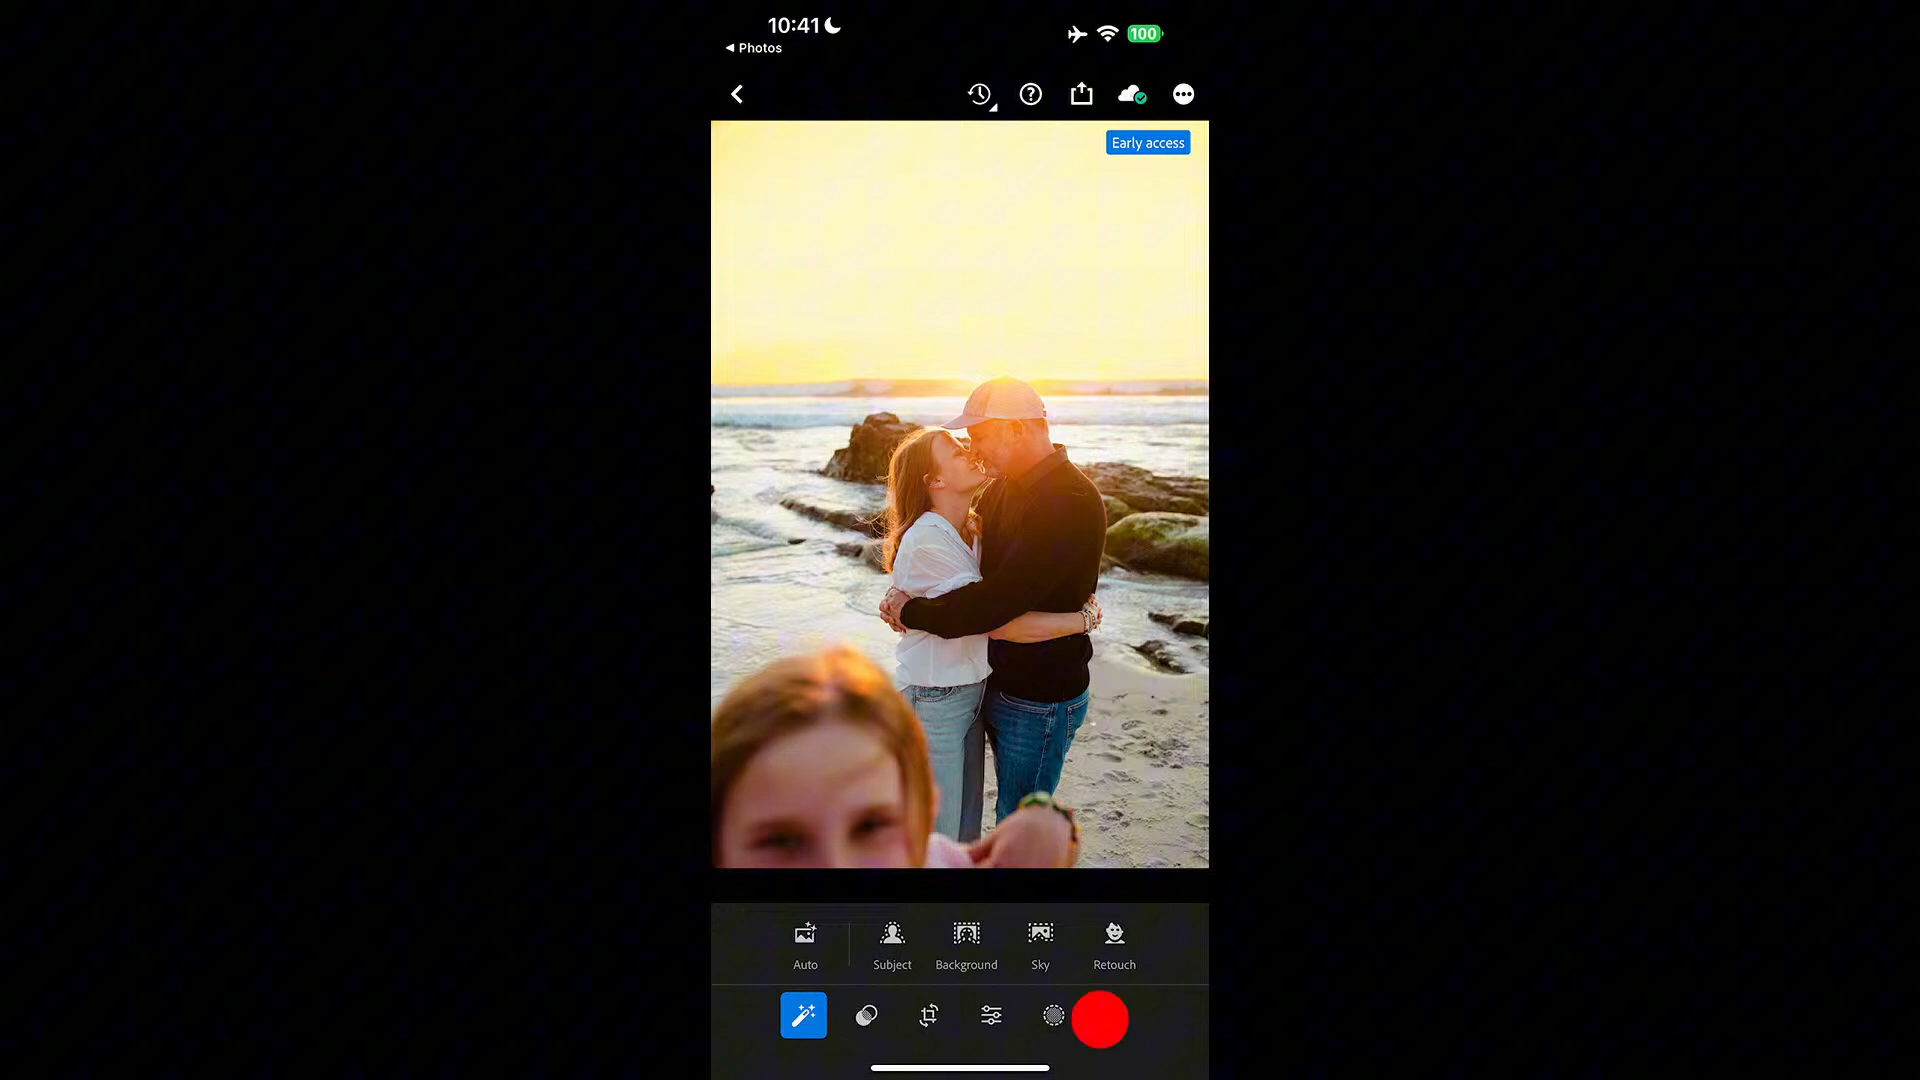 10:41
100
◀ Photos
Early access
Auto
Subject
Background
Sky
Retouch